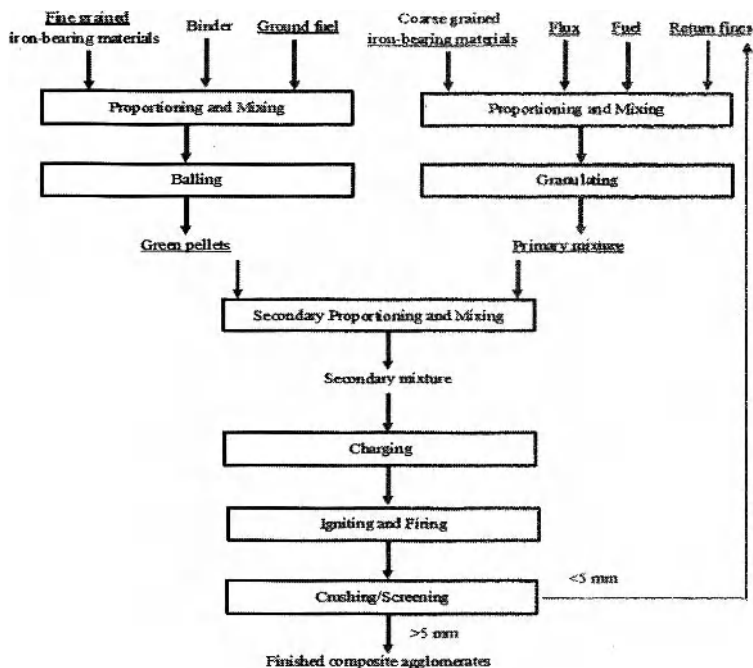 Fine grained
iron-bearing materials
Binder
Ground fuel
Coarse grained
iron-bearing materials
Flux
Fuel
Return fines
Proportioning and Mixing
Proportioning and Mixing
Balling
Granulating
Green pellets
Primary mixture
Secondary Proportioning and Mixing
Secondary mixture
Charging
Igniting and Firing
Crushing/Screening
<5 mm
>5 mm
Finished composite agglomerates